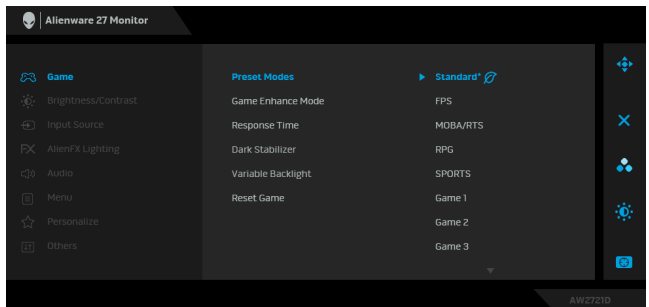 Alienware 27 Monitor
Game
Brightness/Contrast
Input Source
FX AlienFX Lighting
Audio
Menu
Personalize
Others
Preset Modes
Game Enhance Mode
Response Time
Dark Stabilizer
Variable Backlight
Reset Game
Standard*
FPS
MOBA/RTS
RPG
SPORTS
Game 1
Game 2
Game 3
AW2721D